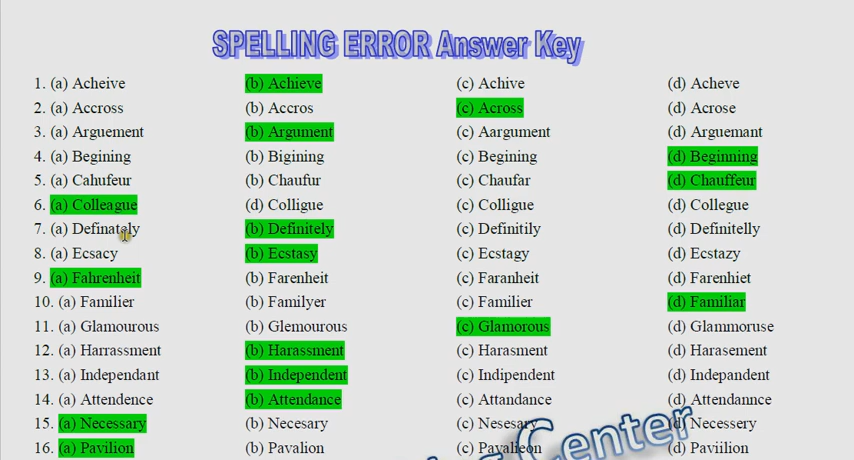 SPELLING ERROR Answer Key
1. (a) Acheive (b) Achieve (c) Achive (d) Acheve
2. (a) Accross (b) Accros (c) Across (d) Acrose
3. (a) Arguement (b) Argument (c) Aargument (d) Arguemant
4. (a) Begining (b) Bigining (c) Begining (d) Beginning
5. (a) Cahufeur (b) Chaufur (c) Chaufar (d) Chauffeur
6. (a) Colleague (d) Colligue (c) Colligue (d) Collegue
7. (a) Definately (b) Definitely (c) Definitily (d) Definitelly
8. (a) Ecsacy (b) Ecstasy (c) Ecstagy (d) Ecstazy
9. (a) Fahrenheit (b) Farenheit (c) Faranheit (d) Farenhiet
10. (a) Familier (b) Familyer (c) Familier (d) Familiar
11. (a) Glamourous (b) Glemourous (c) Glamorous (d) Glammoruse
12. (a) Harrassment (b) Harassment (c) Harasment (d) Harasement
13. (a) Independant (b) Independent (c) Indipendent (d) Indepandent
14. (a) Attendence (b) Attendance (c) Attandance (d) Attendannce
15. (a) Necessary (b) Necesary (c) Nesesary (d) Necessery
16. (a) Pavilion (b) Pavalion (c) Pavalieon (d) Paviilion
Center